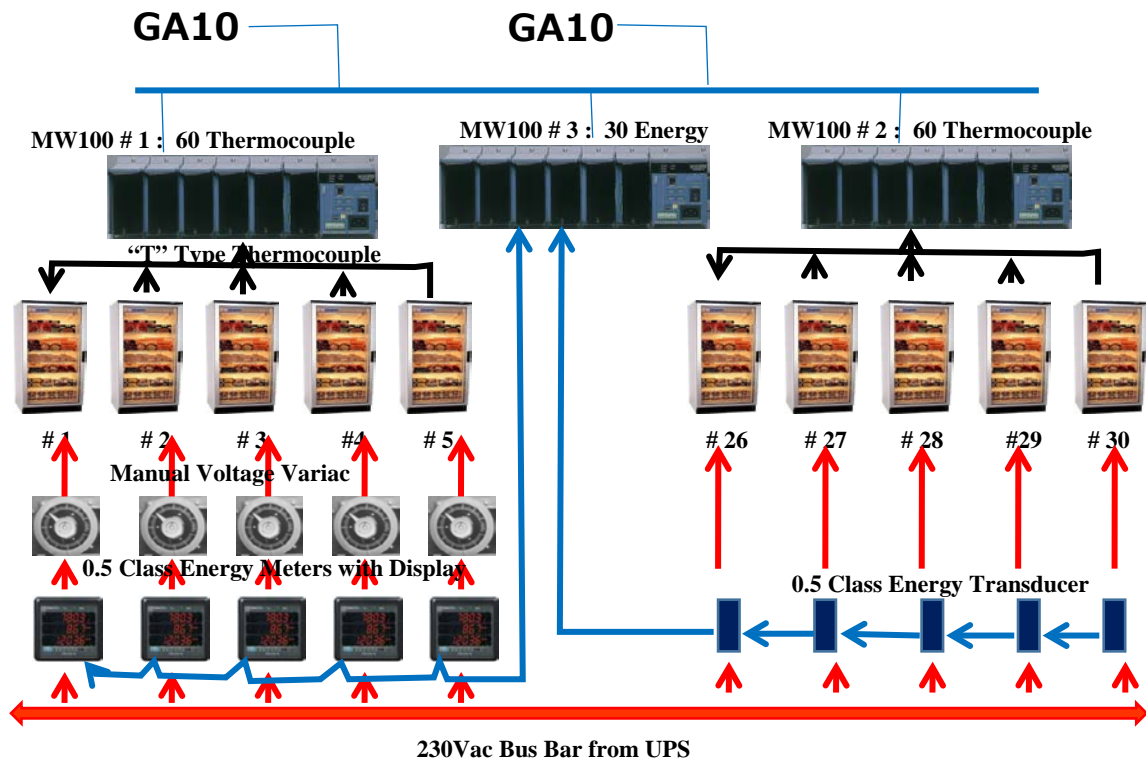 GA10 GA10
MW100 # 1 : 60 Thermocouple
MW100 # 3 : 30 Energy
MW100 # 2 : 60 Thermocouple
“T” Type Thermocouple
# 1 # 2 # 3 #4 # 5
# 26 # 27 # 28 #29 # 30
Manual Voltage Variac
0.5 Class Energy Meters with Display
0.5 Class Energy Transducer
230Vac Bus Bar from UPS